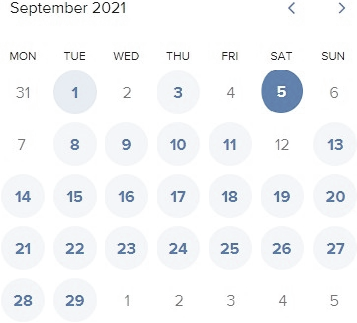 September 2021
MON TUE WED THU FRI SAT SUN
31 1 2 3 4 5 6
7 8 9 10 11 12 13
14 15 16 17 18 19 20
21 22 23 24 25 26 27
28 29 1 2 3 4 5